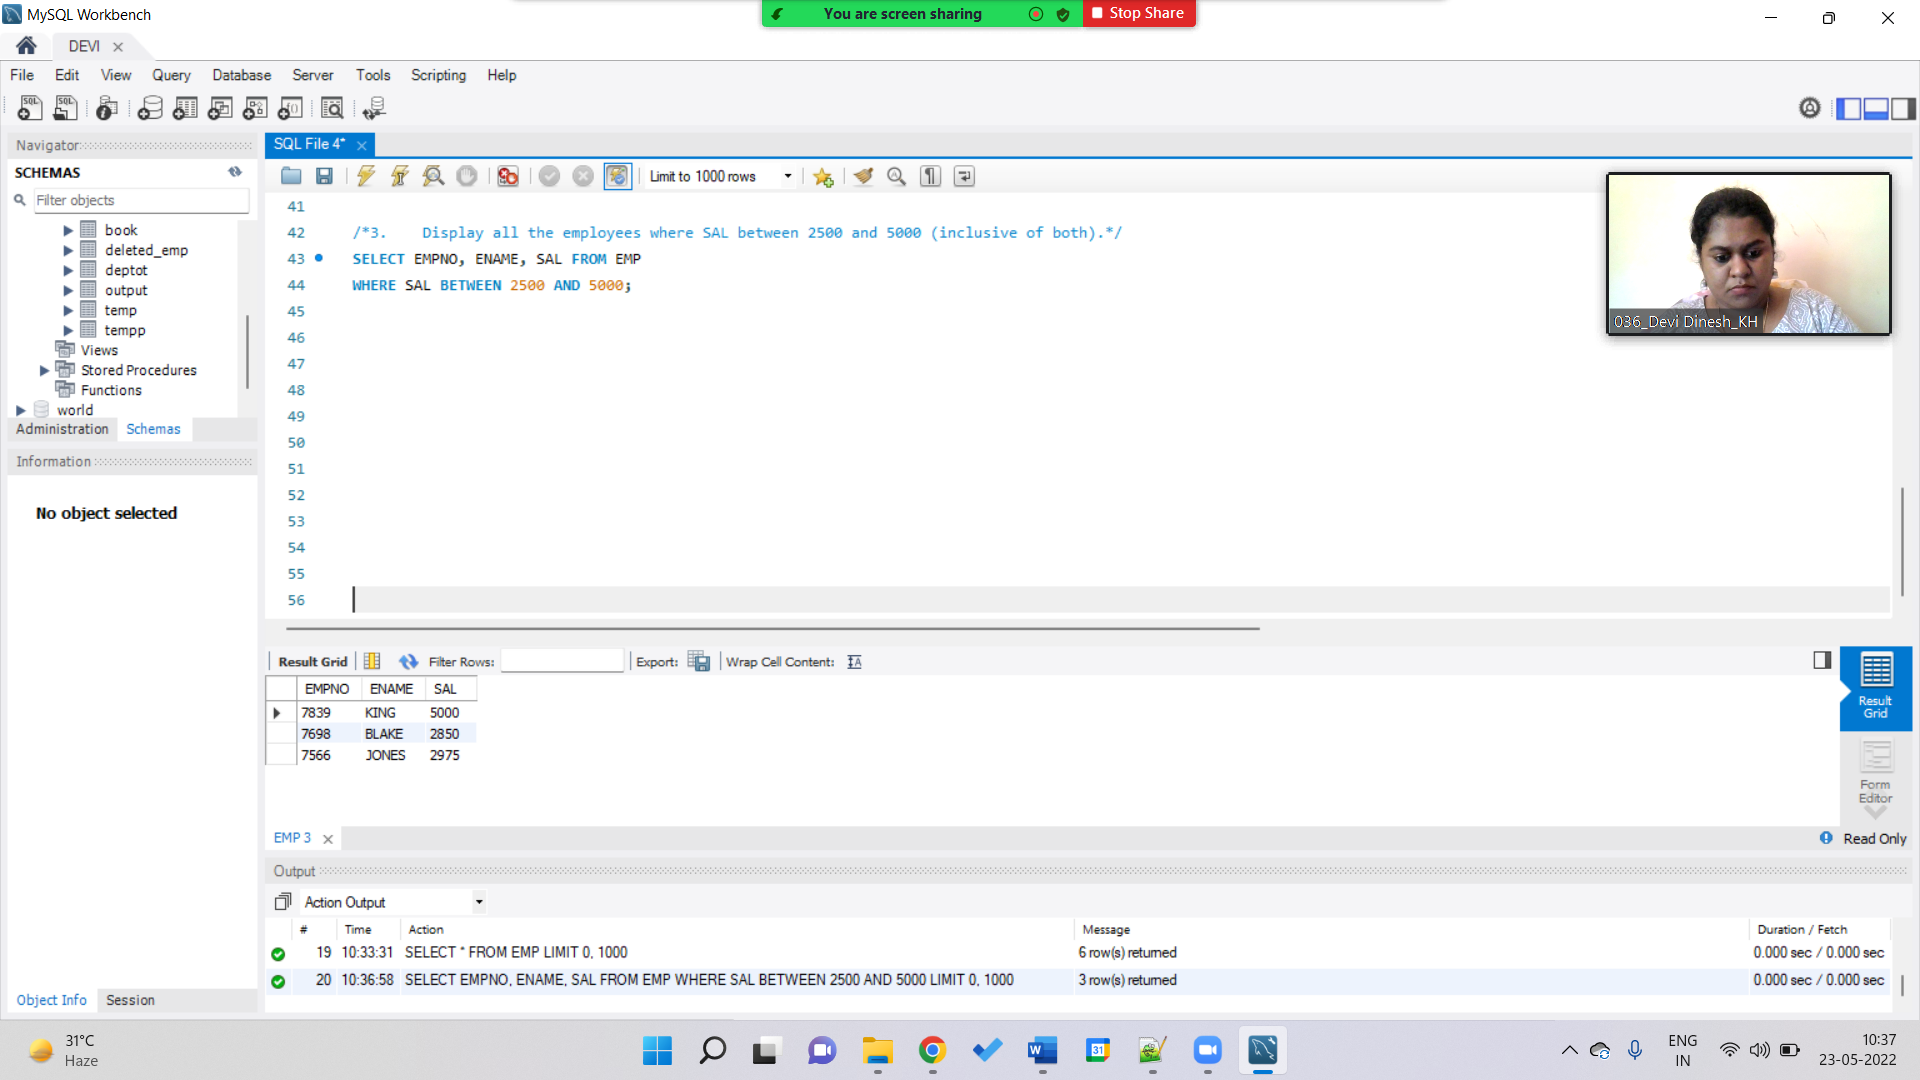 MySQL Workbench
You are screen sharing
Stop Share
DEVI
File Edit View Query Database Server Tools Scripting Help
Navigator
SCHEMAS
Filter objects
book
deleted_emp
deptot
output
temp
tempp
Views
Stored Procedures
Functions
world
Administration Schemas
Information
No object selected
Object Info Session
SQL File 4*
Limit to 1000 rows
41
42 /*3. Display all the employees where SAL between 2500 and 5000 (inclusive of both).*/
43 SELECT EMPNO, ENAME, SAL FROM EMP
44 WHERE SAL BETWEEN 2500 AND 5000;
45
46
47
48
49
50
51
52
53
54
55
56
036_Devi Dinesh_KH
Result Grid Filter Rows: Export: Wrap Cell Content:
EMPNO ENAME SAL
7839 KING 5000
7698 BLAKE 2850
7566 JONES 2975
Result
Grid
Form
Editor
EMP 3
Read Only
Output
Action Output
# Time Action Message Duration / Fetch
19 10:33:31 SELECT * FROM EMP LIMIT 0, 1000 6 row(s) returned 0.000 sec / 0.000 sec
20 10:36:58 SELECT EMPNO, ENAME, SAL FROM EMP WHERE SAL BETWEEN 2500 AND 5000 LIMIT 0, 1000 3 row(s) returned 0.000 sec / 0.000 sec
31°C
Haze
31
ENG
IN
10:37
23-05-2022